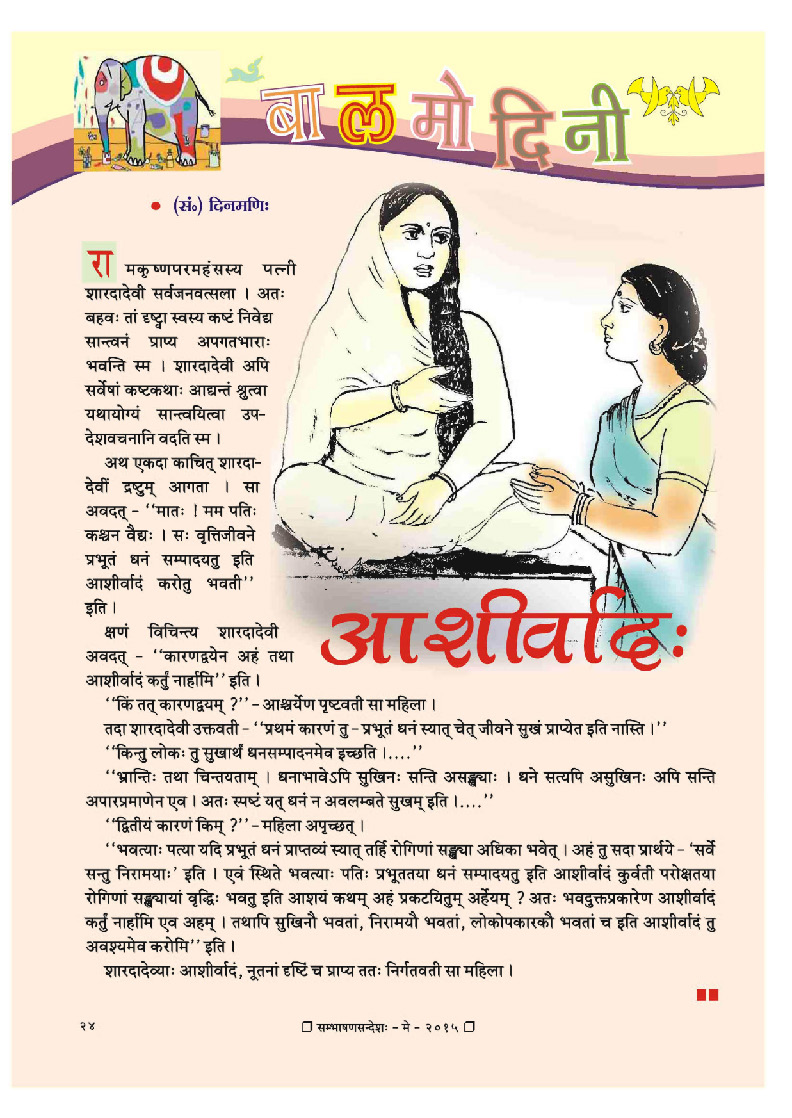 बालमोदिनी
• (सं०) दिनमणिः
रामकृष्णपरमहंसस्य पत्नी
शारदादेवी सर्वजनवत्सला । अतः
बहवः तां दृष्ट्वा स्वस्य कष्टं निवेद्य
सान्त्वनं प्राप्य अपगतभाराः
भवन्ति स्म । शारदादेवी अपि
सर्वेषां कष्टकथाः आद्यन्तं श्रुत्वा
यथायोग्यं सान्त्वयित्वा उप-
देशवचनानि वदति स्म ।
अथ एकदा काचित् शारदा-
देवीं द्रष्टुम् आगता । सा
अवदत् - ‘‘मातः ! मम पतिः
कश्चन वैद्यः । सः वृत्तिजीवने
प्रभूतं धनं सम्पादयतु इति
आशीर्वादं करोतु भवती’’
इति ।
क्षणं विचिन्त्य शारदादेवी
अवदत् - ‘‘कारणद्वयेन अहं तथा
आशीर्वादं कर्तुं नार्हामि’’ इति ।
आशीर्वादः
‘‘किं तत् कारणद्वयम् ?’’ - आश्चर्येण पृष्टवती सा महिला ।
तदा शारदादेवी उक्तवती - ‘‘प्रथमं कारणं तु - प्रभूतं धनं स्यात् चेत् जीवने सुखं प्राप्येत इति नास्ति ।’’
‘‘किन्तु लोकः तु सुखार्थं धनसम्पादनमेव इच्छति ।....’’
‘‘भ्रान्तिः तथा चिन्तयताम् । धनाभावेऽपि सुखिनः सन्ति असङ्ख्याः । धने सत्यपि असुखिनः अपि सन्ति
अपारप्रमाणेन एव । अतः स्पष्टं यत् धनं न अवलम्बते सुखम् इति ।....’’
‘‘द्वितीयं कारणं किम् ?’’ - महिला अपृच्छत् ।
‘‘भवत्याः पत्या यदि प्रभूतं धनं प्राप्तव्यं स्यात् तर्हि रोगिणां सङ्ख्या अधिका भवेत् । अहं तु सदा प्रार्थये - ‘सर्वे
सन्तु निरामयाः’ इति । एवं स्थिते भवत्याः पतिः प्रभूततया धनं सम्पादयतु इति आशीर्वादं कुर्वती परोक्षतया
रोगिणां सङ्ख्यायां वृद्धिः भवतु इति आशयं कथम् अहं प्रकटयितुम् अर्हेयम् ? अतः भवदुक्तप्रकारेण आशीर्वादं
कर्तुं नार्हामि एव अहम् । तथापि सुखिनौ भवतां, निरामयौ भवतां, लोकोपकारकौ भवतां च इति आशीर्वादं तु
अवश्यमेव करोमि’’ इति ।
शारदादेव्याः आशीर्वादं, नूतनां दृष्टिं च प्राप्य ततः निर्गतवती सा महिला ।
२४
❐ सम्भाषणसन्देशः - मे - २०१५ ❐